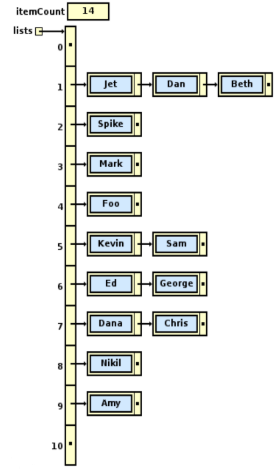 itemCount 14
lists
0
1 Jet Dan Beth
2 Spike
3 Mark
4 Foo
5 Kevin Sam
6 Ed George
7 Dana Chris
8 Nikil
9 Amy
10